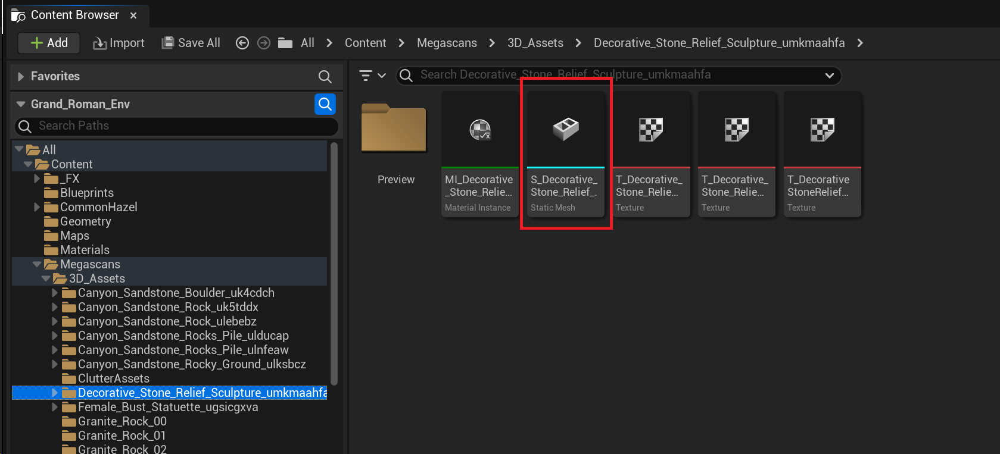 Content Browser
Add
Import
Save All
All
Content
Megascans
3D_Assets
Decorative_Stone_Relief_Sculpture_umkmaahfa
Favorites
Grand_Roman_Env
Search Paths
All
Content
_FX
Blueprints
CommonHazel
Geometry
Maps
Materials
Megascans
3D_Assets
Canyon_Sandstone_Boulder_uk4cdch
Canyon_Sandstone_Rock_uk5tddx
Canyon_Sandstone_Rock_ulebebz
Canyon_Sandstone_Rocks_Pile_ulducap
Canyon_Sandstone_Rocks_Pile_ulnfeaw
Canyon_Sandstone_Rocky_Ground_ulksbcz
ClutterAssets
Decorative_Stone_Relief_Sculpture_umkmaahfa
Female_Bust_Statuette_ugsicgxva
Granite_Rock_00
Granite_Rock_01
Granite_Rock_02
Search Decorative_Stone_Relief_Sculpture_umkmaahfa
Preview
MI_Decorative
_Stone_Relie...
Material Instance
S_Decorative_
Stone_Relief_.
Static Mesh
T_Decorative_
Stone_Relie...
Texture
T_Decorative_
Stone_Relie...
Texture
T_Decorative
StoneRelief...
Texture